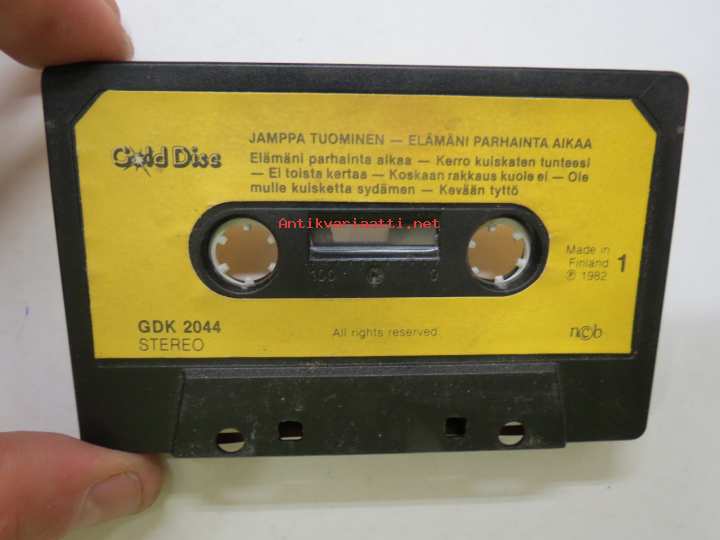 Gold Disc
JAMPPA TUOMINEN — ELÄMÄNI PARHAINTA AIKAA
Elämäni parhainta aikaa — Kerro kuiskaten tunteesi
— Ei toista kertaa — Koskaan rakkaus kuole ei — Ole
mulle kuisketta sydämen — Kevään tyttö
Antikvariaatti.net
100 0
Made in
Finland
℗ 1982
1
GDK 2044
STEREO
All rights reserved.
n©b